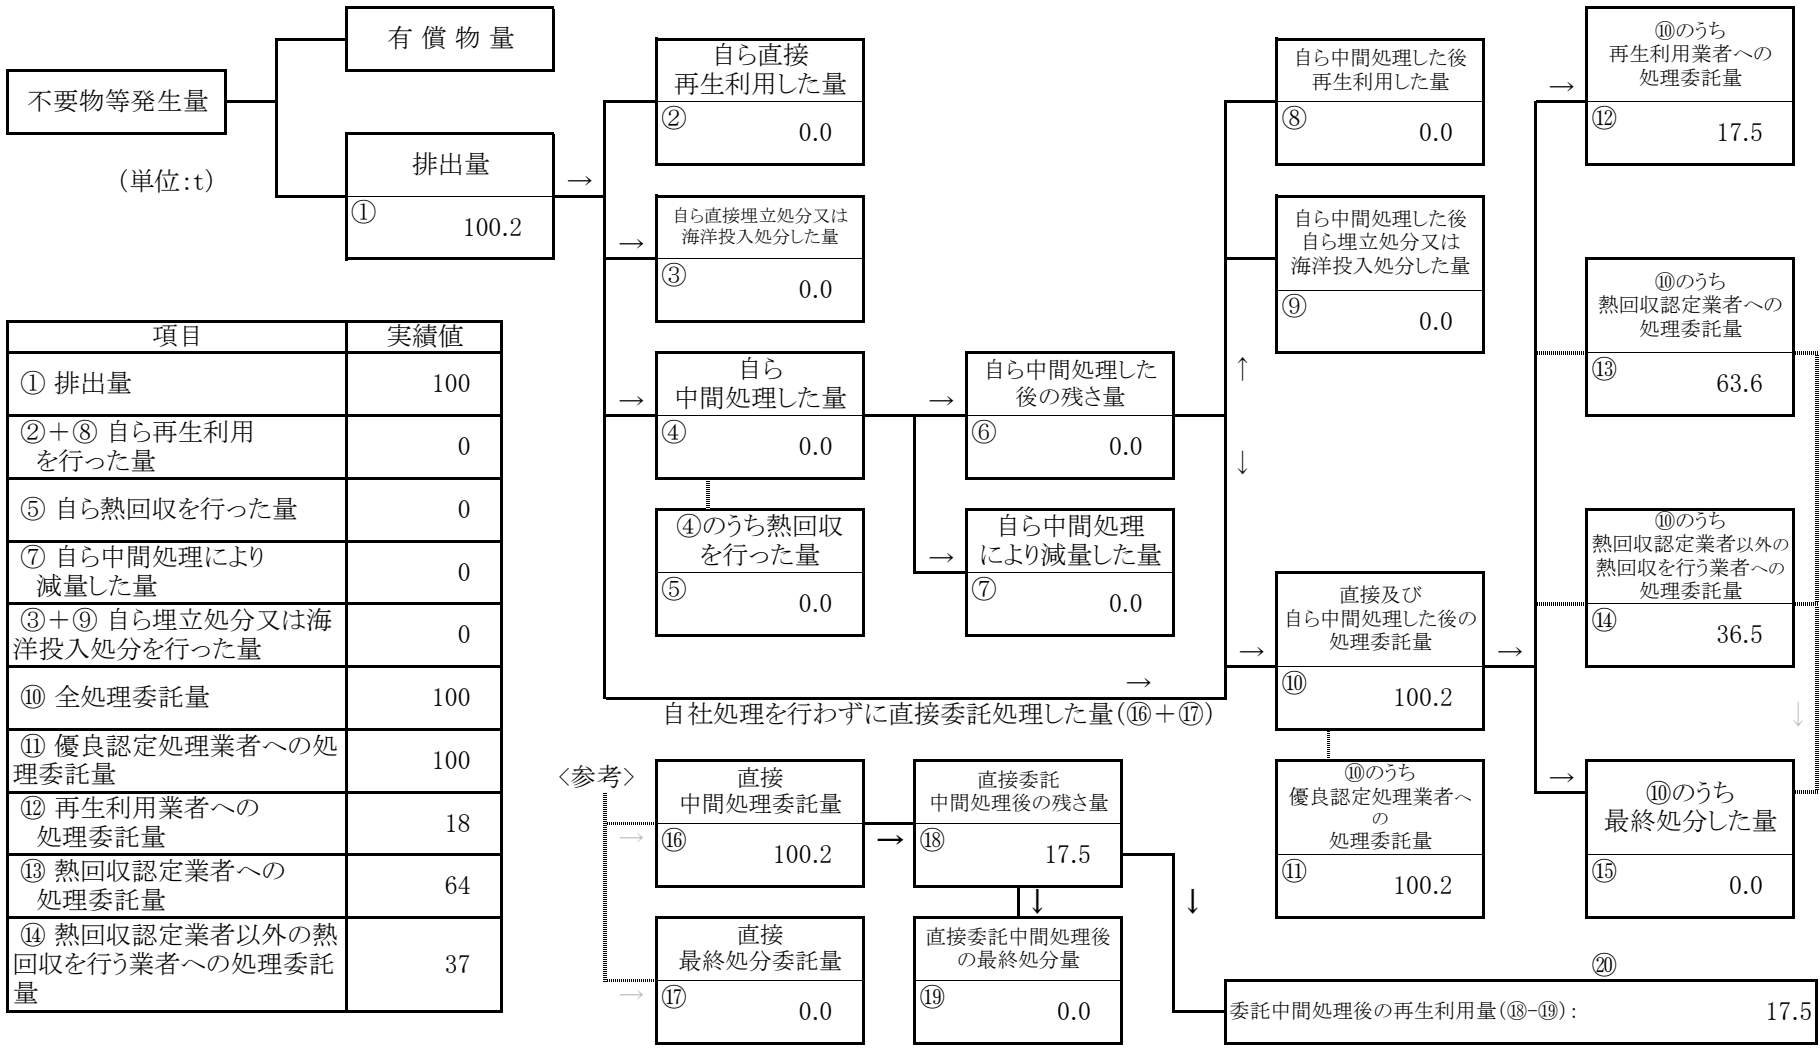 不要物等発生量
(単位:t)
有 償 物 量
排出量
①
100.2
→
自ら直接
再生利用した量
②
0.0
→
自ら直接埋立処分又は
海洋投入処分した量
③
0.0
→
自ら
中間処理した量
④
0.0
④のうち熱回収
を行った量
⑤
0.0
→
自ら中間処理した
後の残さ量
⑥
0.0
→
自ら中間処理
により減量した量
⑦
0.0
↑
↓
自ら中間処理した後
再生利用した量
⑧
0.0
自ら中間処理した後
自ら埋立処分又は
海洋投入処分した量
⑨
0.0
→
直接及び
自ら中間処理した後の
処理委託量
⑩
100.2
→
自社処理を行わずに直接委託処理した量(⑯+⑰)
⑩のうち
優良認定処理業者へ
の
処理委託量
⑪
100.2
→
→
⑩のうち
再生利用業者への
処理委託量
⑫
17.5
⑩のうち
熱回収認定業者への
処理委託量
⑬
63.6
⑩のうち
熱回収認定業者以外の
熱回収を行う業者への
処理委託量
⑭
36.5
↓
→
⑩のうち
最終処分した量
⑮
0.0
項目 実績値
① 排出量 100
②+⑧ 自ら再生利用
を行った量 0
⑤ 自ら熱回収を行った量 0
⑦ 自ら中間処理により
減量した量 0
③+⑨ 自ら埋立処分又は海
洋投入処分を行った量 0
⑩ 全処理委託量 100
⑪ 優良認定処理業者への処
理委託量 100
⑫ 再生利用業者への
処理委託量 18
⑬ 熱回収認定業者への
処理委託量 64
⑭ 熱回収認定業者以外の熱
回収を行う業者への処理委託
量 37
<参考>
→
直接
中間処理委託量
⑯
100.2
→
直接委託
中間処理後の残さ量
⑱
17.5
↓
↓
→
直接
最終処分委託量
⑰
0.0
直接委託中間処理後
の最終処分量
⑲
0.0
⑳
委託中間処理後の再生利用量(⑱-⑲): 17.5